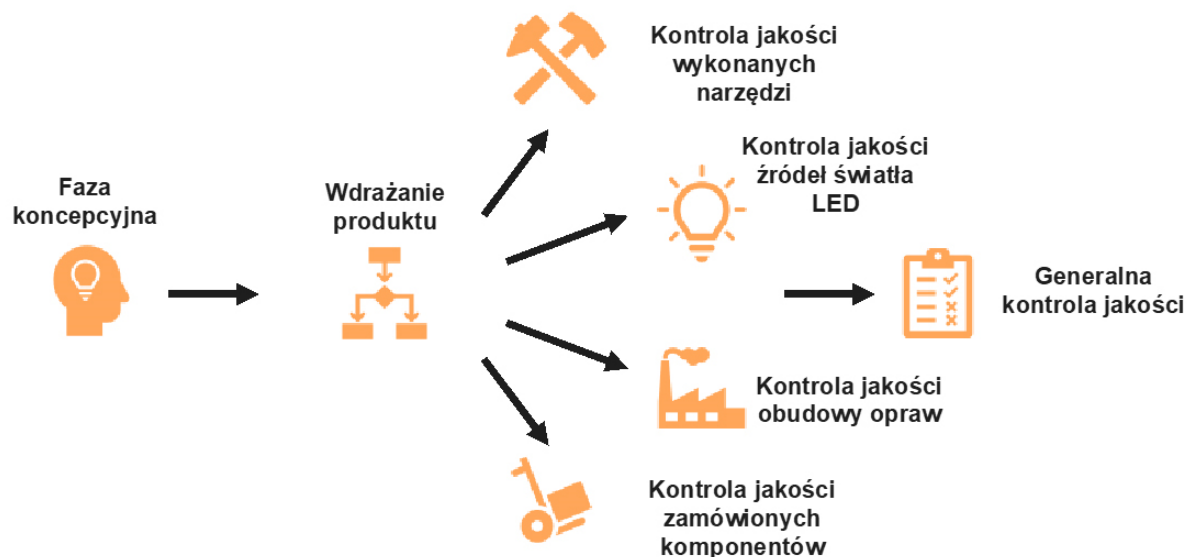 Faza
koncepcyjna
Wdrażanie
produktu
Kontrola jakości
wykonanych
narzędzi
Kontrola jakości
źródeł światła
LED
Kontrola jakości
obudowy opraw
Kontrola jakości
zamówionych
komponentów
Generalna
kontrola jakości